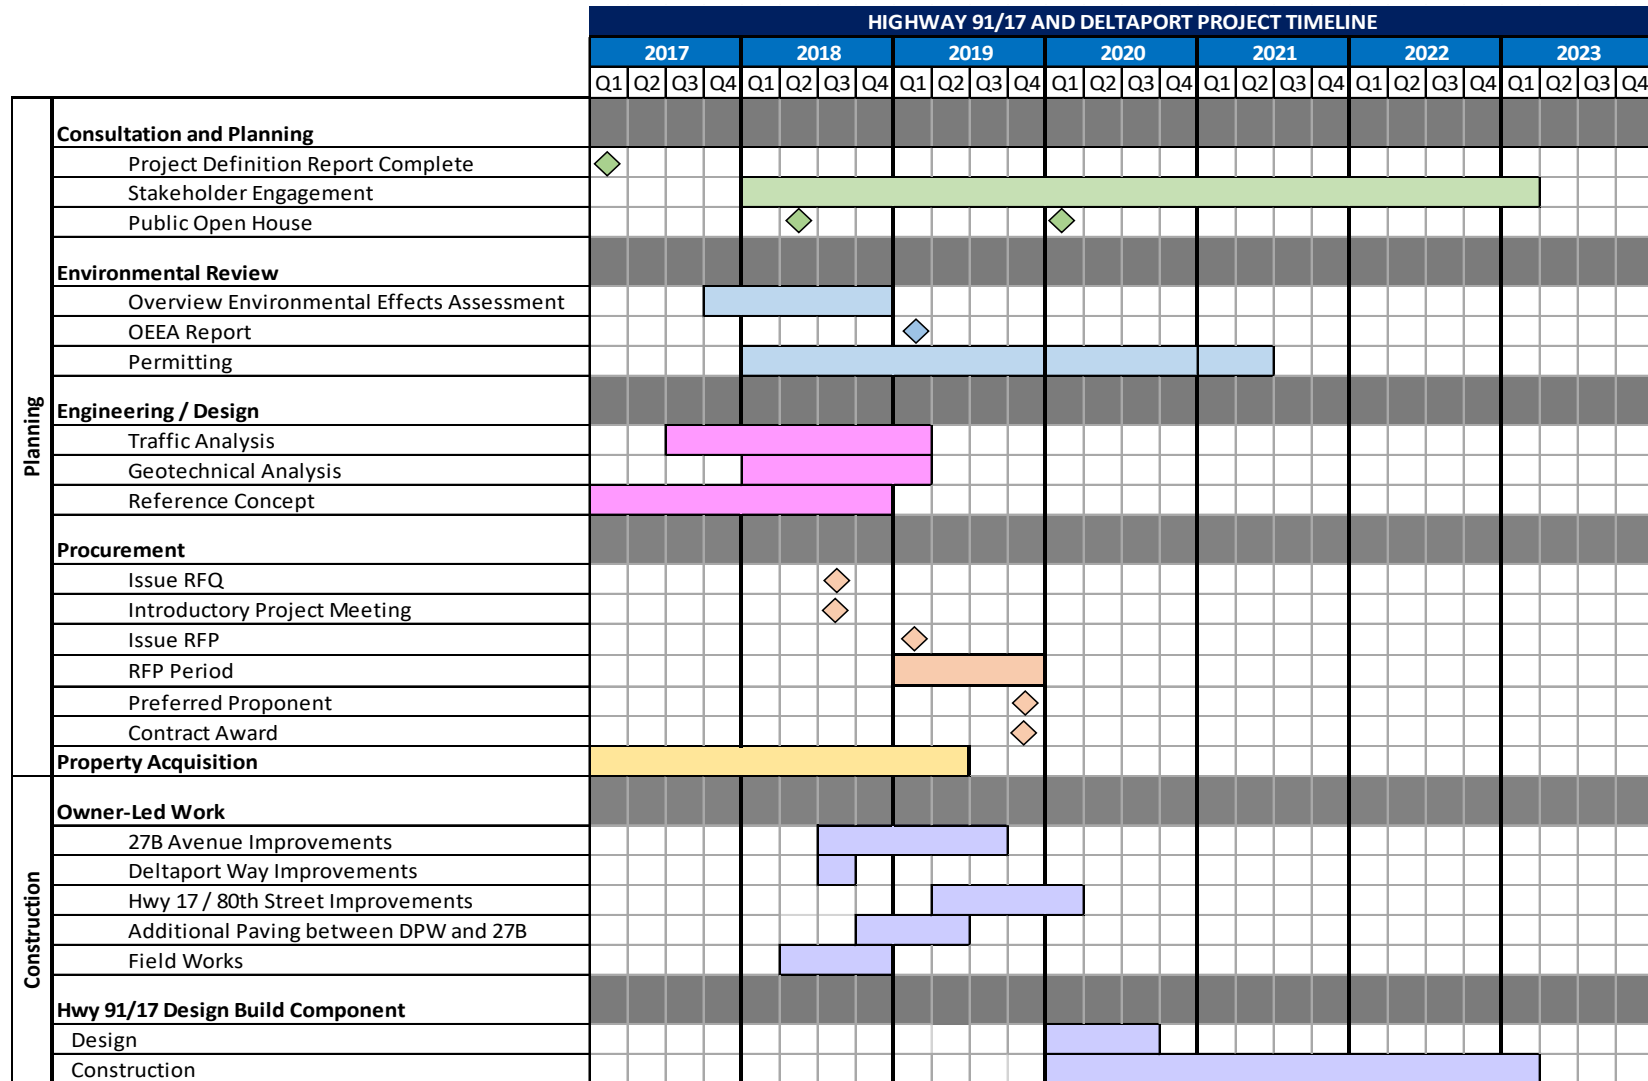 HIGHWAY 91/17 AND DELTAPORT PROJECT TIMELINE
2017 2018 2019 2020 2021 2022 2023
Q1 Q2 Q3 Q4 Q1 Q2 Q3 Q4 Q1 Q2 Q3 Q4 Q1 Q2 Q3 Q4 Q1 Q2 Q3 Q4 Q1 Q2 Q3 Q4 Q1 Q2 Q3 Q4
Planning
Consultation and Planning
Project Definition Report Complete
Stakeholder Engagement
Public Open House
Environmental Review
Overview Environmental Effects Assessment
OEEA Report
Permitting
Engineering / Design
Traffic Analysis
Geotechnical Analysis
Reference Concept
Procurement
Issue RFQ
Introductory Project Meeting
Issue RFP
RFP Period
Preferred Proponent
Contract Award
Property Acquisition
Construction
Owner-Led Work
27B Avenue Improvements
Deltaport Way Improvements
Hwy 17 / 80th Street Improvements
Additional Paving between DPW and 27B
Field Works
Hwy 91/17 Design Build Component
Design
Construction